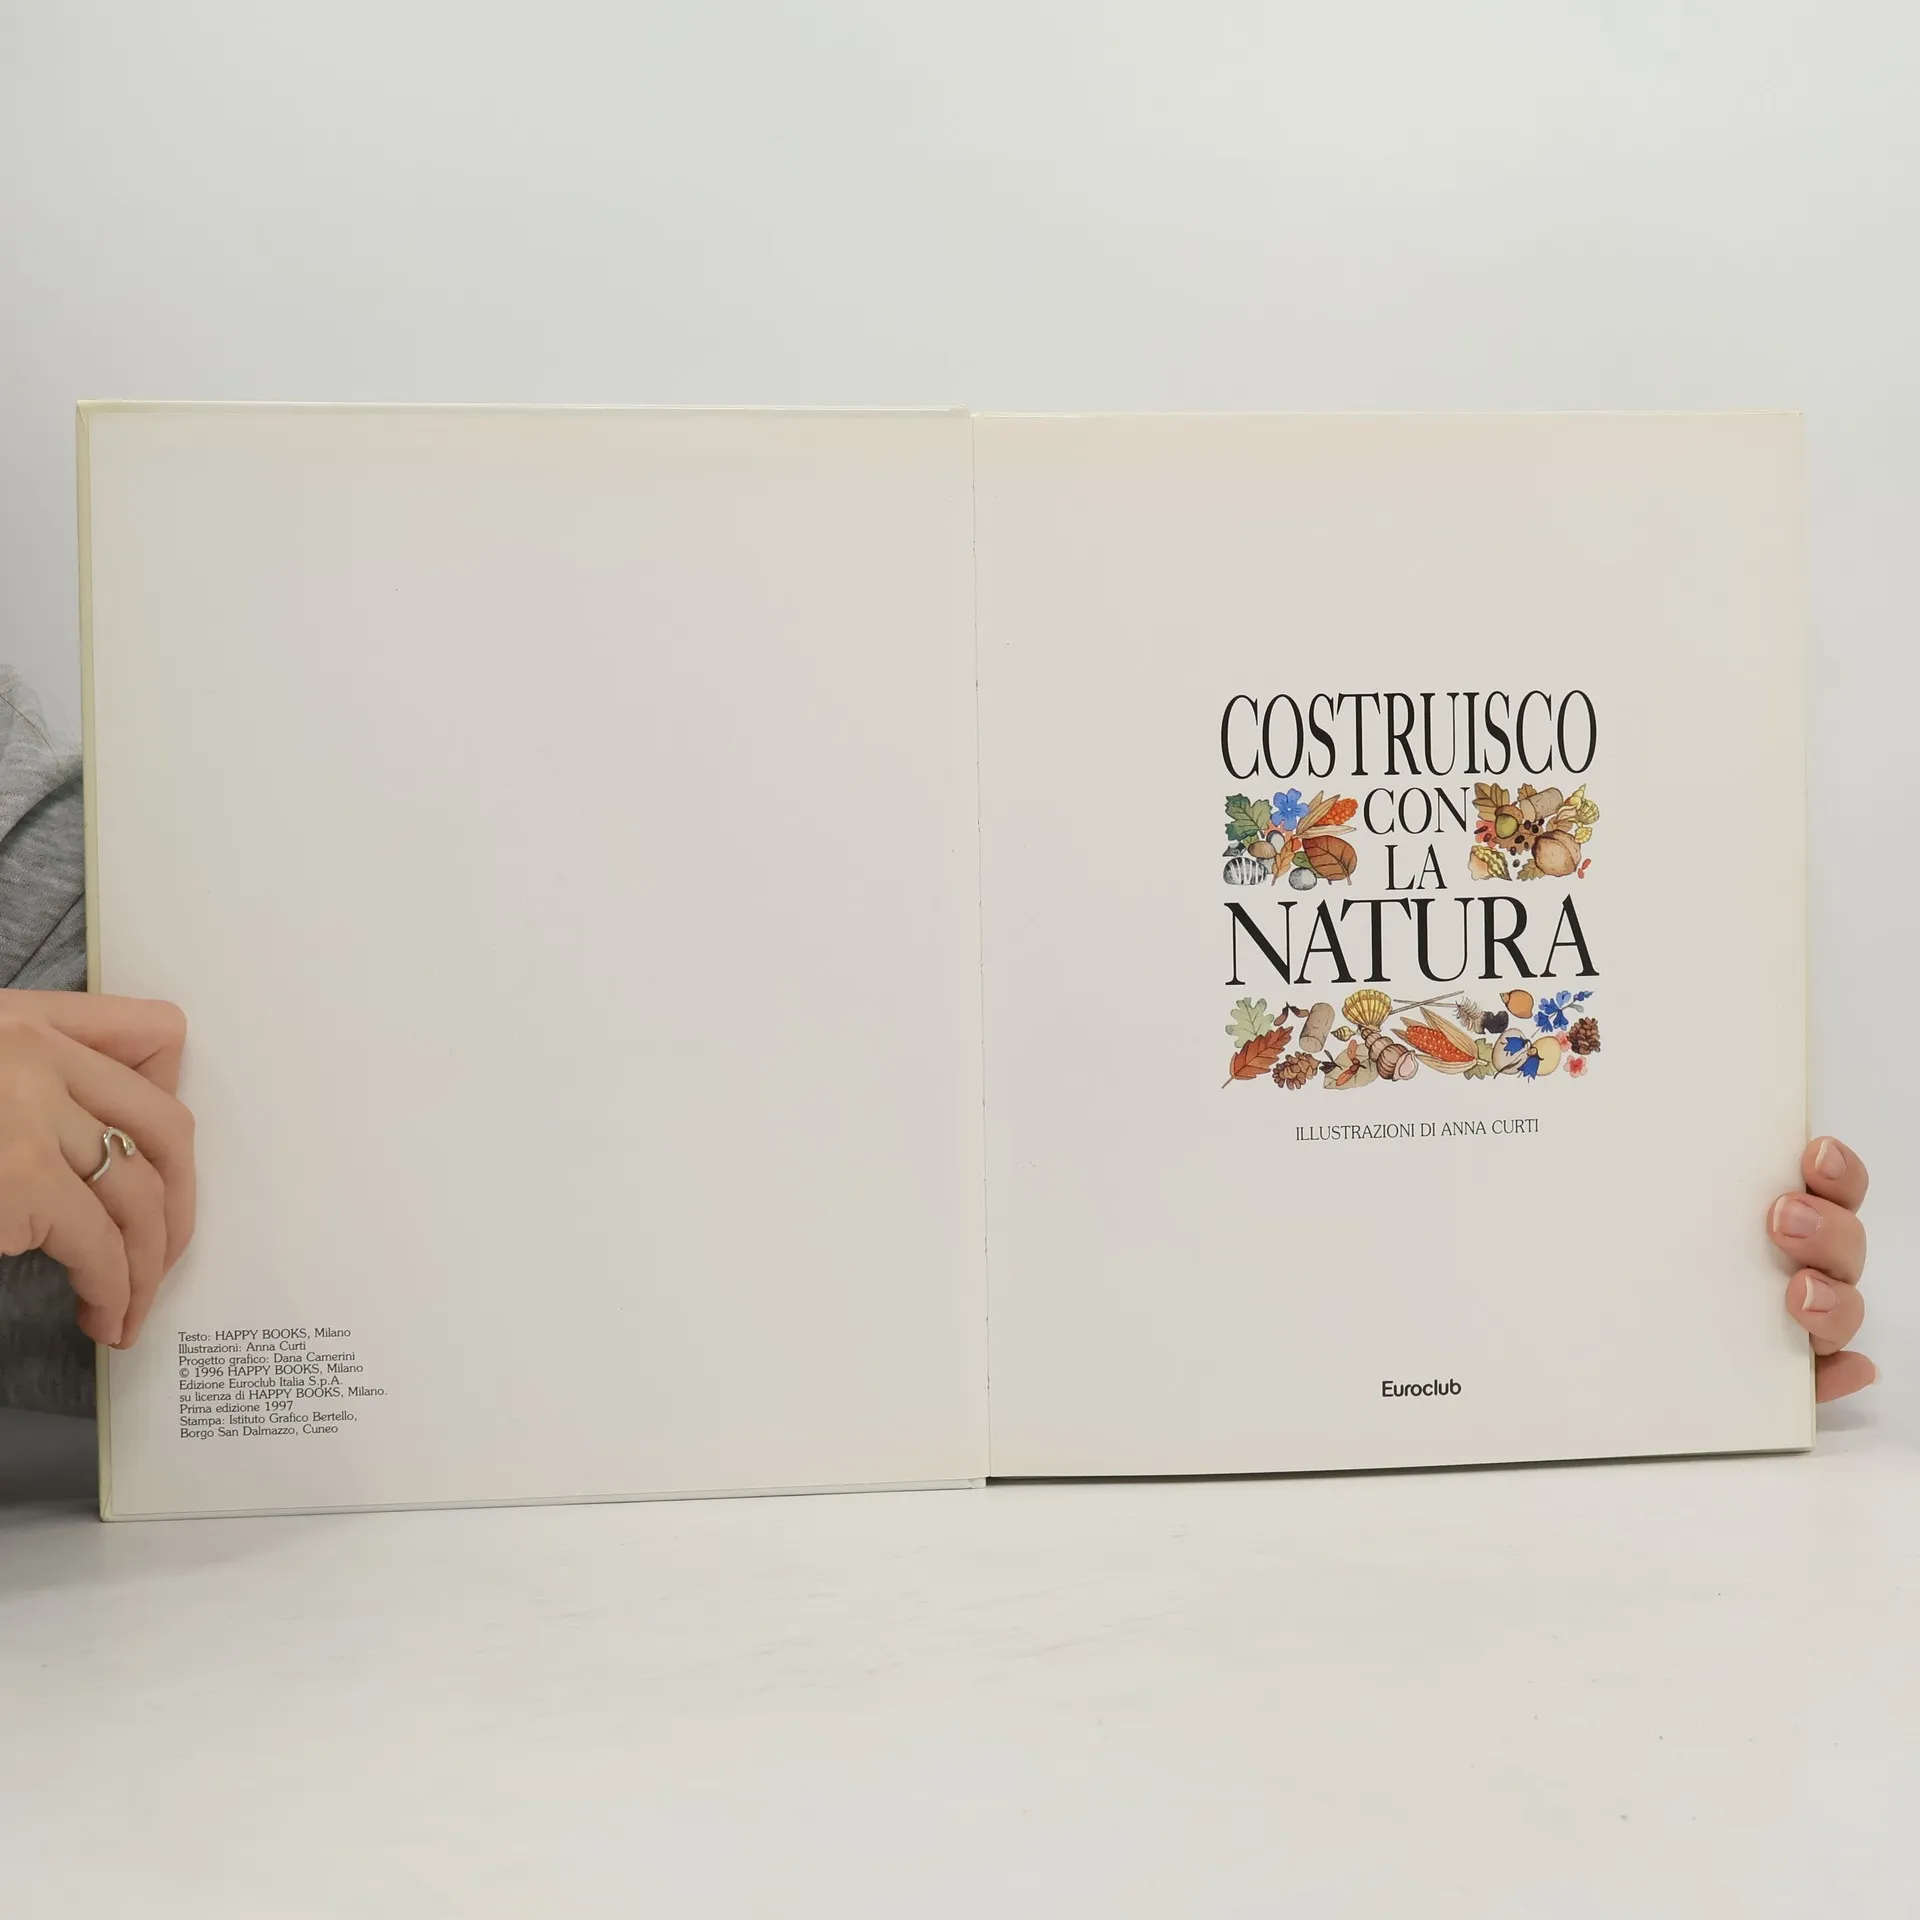 Testo: HAPPY BOOKS, Milano
Illustrazioni: Anna Curti
Progetto grafico: Dana Camerini
© 1996 HAPPY BOOKS, Milano
Edizione Euroclub Italia S.p.A.
su licenza di HAPPY BOOKS, Milano.
Prima edizione 1997
Stampa: Istituto Grafico Bertello,
Borgo San Dalmazzo, Cuneo
COSTRUISCO
CON
LA
NATURA
ILLUSTRAZIONI DI ANNA CURTI
Euroclub